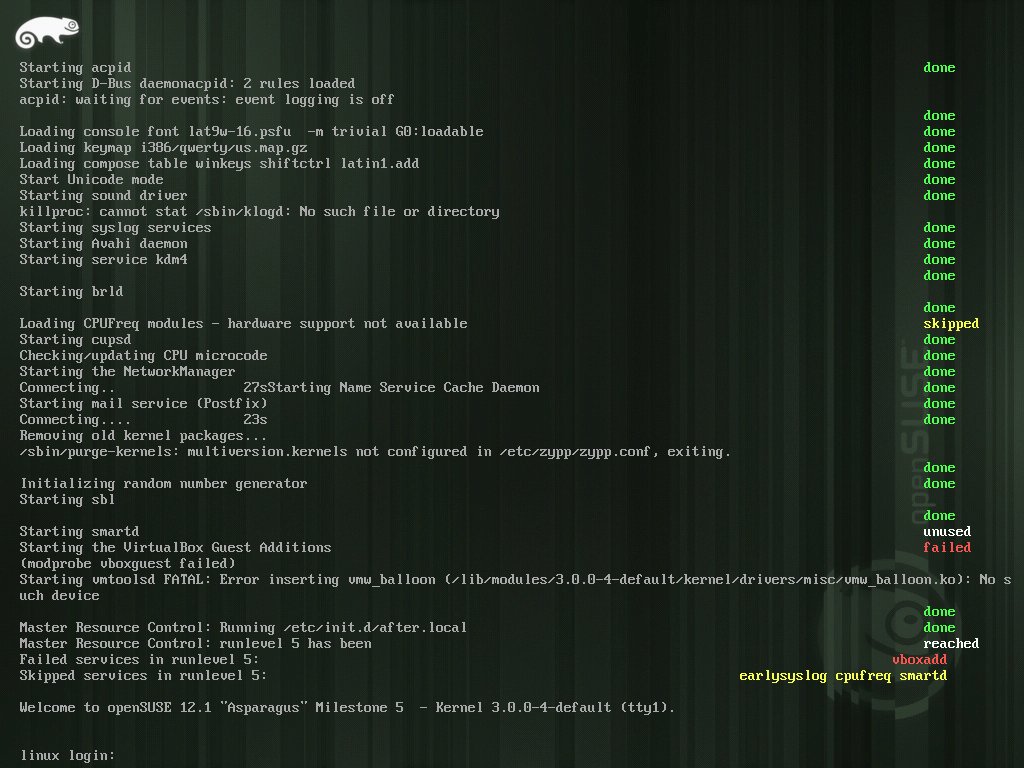 Starting acpid done
Starting D-Bus daemonacpid: 2 rules loaded
acpid: waiting for events: event logging is off
done
Loading console font lat9w-16.psfu  -m trivial G0:loadable done
Loading keymap i386/qwerty/us.map.gz done
Loading compose table winkeys shiftctrl latin1.add done
Start Unicode mode done
Starting sound driver done
killproc: cannot stat /sbin/klogd: No such file or directory
Starting syslog services done
Starting Avahi daemon done
Starting service kdm4 done
done
Starting brld
done
Loading CPUFreq modules - hardware support not available skipped
Starting cupsd done
Checking/updating CPU microcode done
Starting the NetworkManager done
Connecting.. 27sStarting Name Service Cache Daemon done
Starting mail service (Postfix) done
Connecting.... 23s done
Removing old kernel packages...
/sbin/purge-kernels: multiversion.kernels not configured in /etc/zypp/zypp.conf, exiting.
done
Initializing random number generator done
Starting sbl
done
Starting smartd unused
Starting the VirtualBox Guest Additions failed
(modprobe vboxguest failed)
Starting vmtoolsd FATAL: Error inserting vmw_balloon (/lib/modules/3.0.0-4-default/kernel/drivers/misc/vmw_balloon.ko): No s
uch device
done
Master Resource Control: Running /etc/init.d/after.local done
Master Resource Control: runlevel 5 has been reached
Failed services in runlevel 5: vboxadd
Skipped services in runlevel 5: earlysyslog cpufreq smartd
Welcome to openSUSE 12.1 "Asparagus" Milestone 5  - Kernel 3.0.0-4-default (tty1).
linux login:
openSUSE